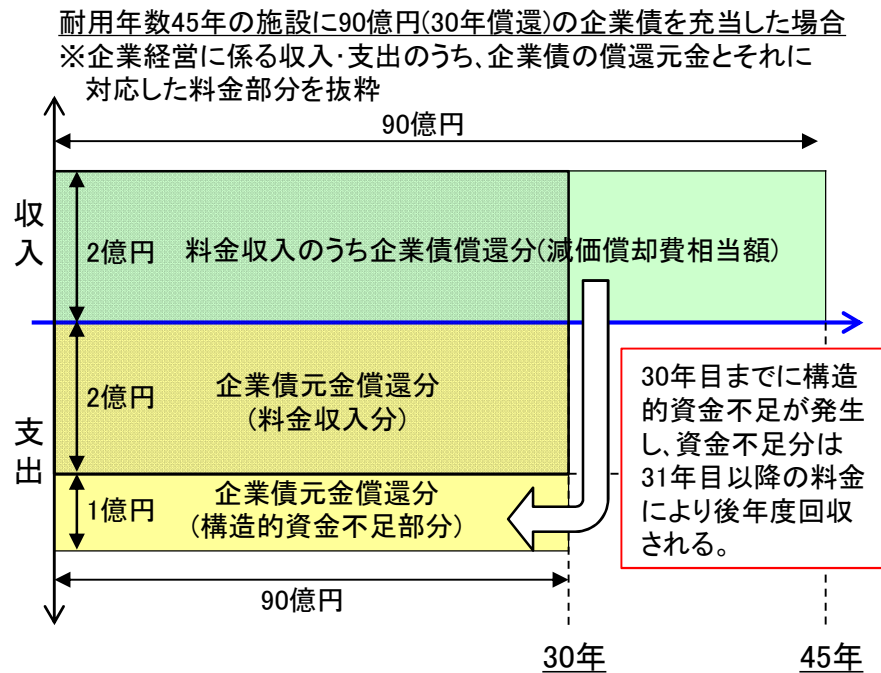 耐用年数45年の施設に90億円(30年償還)の企業債を充当した場合
※企業経営に係る収入・支出のうち、企業債の償還元金とそれに
対応した料金部分を抜粋
90億円
収入
2億円
料金収入のうち企業債償還分(減価償却費相当額)
支出
2億円
企業債元金償還分
(料金収入分)
1億円
企業債元金償還分
(構造的資金不足部分)
30年目までに構造
的資金不足が発生
し、資金不足分は
31年目以降の料金
により後年度回収
される。
90億円
30年
45年